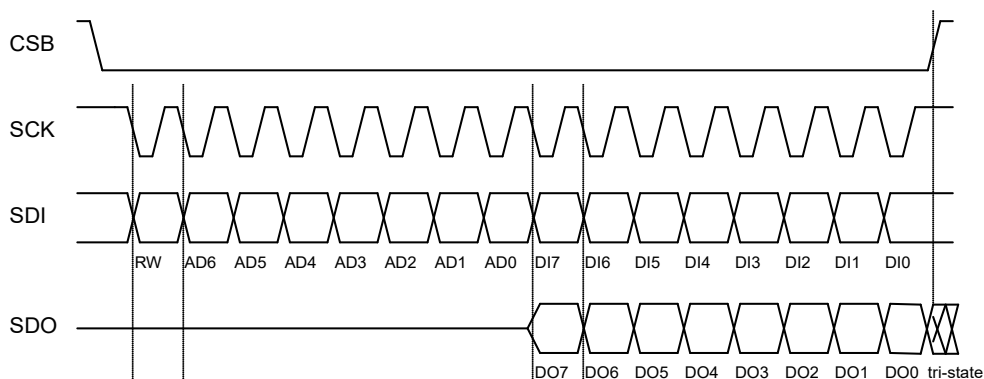 CSB
SCK
SDI
RW AD6 AD5 AD4 AD3 AD2 AD1 AD0 DI7 DI6 DI5 DI4 DI3 DI2 DI1 DI0
SDO
DO7 DO6 DO5 DO4 DO3 DO2 DO1 DO0 tri-state